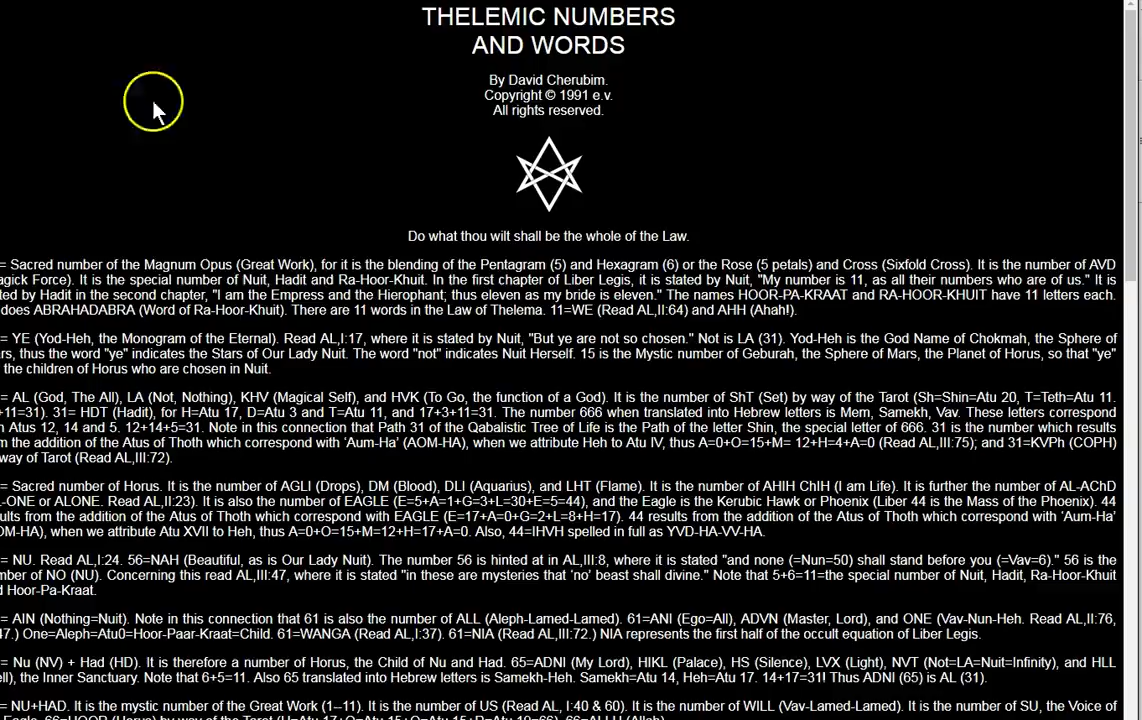 THELEMIC NUMBERS
AND WORDS
By David Cherubim.
Copyright © 1991 e.v.
All rights reserved.
Do what thou wilt shall be the whole of the Law.
= Sacred number of the Magnum Opus (Great Work), for it is the blending of the Pentagram (5) and Hexagram (6) or the Rose (5 petals) and Cross (Sixfold Cross). It is the number of AVD
agick Force). It is the special number of Nuit, Hadit and Ra-Hoor-Khuit. In the first chapter of Liber Legis, it is stated by Nuit, "My number is 11, as all their numbers who are of us." It is
ted by Hadit in the second chapter, "I am the Empress and the Hierophant; thus eleven as my bride is eleven." The names HOOR-PA-KRAAT and RA-HOOR-KHUIT have 11 letters each.
does ABRAHADABRA (Word of Ra-Hoor-Khuit). There are 11 words in the Law of Thelema. 11=WE (Read AL,II:64) and AHH (Ahah!).
= YE (Yod-Heh, the Monogram of the Eternal). Read AL,I:17, where it is stated by Nuit, "But ye are not so chosen." Not is LA (31). Yod-Heh is the God Name of Chokmah, the Sphere of
ars, thus the word "ye" indicates the Stars of Our Lady Nuit. The word "not" indicates Nuit Herself. 15 is the Mystic number of Geburah, the Sphere of Mars, the Planet of Horus, so that "ye"
the children of Horus who are chosen in Nuit.
= AL (God, The All), LA (Not, Nothing), KHV (Magical Self), and HVK (To Go, the function of a God). It is the number of ShT (Set) by way of the Tarot (Sh=Shin=Atu 20, T=Teth=Atu 11.
+11=31). 31= HDT (Hadit), for H=Atu 17, D=Atu 3 and T=Atu 11, and 17+3+11=31. The number 666 when translated into Hebrew letters is Mem, Samekh, Vav. These letters correspond
h Atus 12, 14 and 5. 12+14+5=31. Note in this connection that Path 31 of the Qabalistic Tree of Life is the Path of the letter Shin, the special letter of 666. 31 is the number which results
m the addition of the Atus of Thoth which correspond with ‘Aum-Ha’ (AOM-HA), when we attribute Heh to Atu IV, thus A=0+O=15+M= 12+H=4+A=0 (Read AL,III:75); and 31=KVPh (COPH)
way of Tarot (Read AL,III:72).
= Sacred number of Horus. It is the number of AGLI (Drops), DM (Blood), DLI (Aquarius), and LHT (Flame). It is the number of AHIH ChIH (I am Life). It is further the number of AL-AChD
L-ONE or ALONE. Read AL,II:23). It is also the number of EAGLE (E=5+A=1+G=3+L=30+E=5=44), and the Eagle is the Kerubic Hawk or Phoenix (Liber 44 is the Mass of the Phoenix). 44
ults from the addition of the Atus of Thoth which correspond with EAGLE (E=17+A=0+G=2+L=8+H=17). 44 results from the addition of the Atus of Thoth which correspond with ‘Aum-Ha’
OM-HA), when we attribute Atu XVII to Heh, thus A=0+O=15+M=12+H=17+A=0. Also, 44=IHVH spelled in full as YVD-HA-VV-HA.
= NU. Read AL,I:24. 56=NAH (Beautiful, as is Our Lady Nuit). The number 56 is hinted at in AL,III:8, where it is stated "and none (=Nun=50) shall stand before you (=Vav=6)." 56 is the
mber of NO (NU). Concerning this read AL,III:47, where it is stated "in these are mysteries that ‘no’ beast shall divine." Note that 5+6=11=the special number of Nuit, Hadit, Ra-Hoor-Khuit
d Hoor-Pa-Kraat.
= AIN (Nothing=Nuit). Note in this connection that 61 is also the number of ALL (Aleph-Lamed-Lamed). 61=ANI (Ego=All), ADVN (Master, Lord), and ONE (Vav-Nun-Heh. Read AL,II:76,
47.) One=Aleph=Atu0=Hoor-Paar-Kraat=Child. 61=WANGA (Read AL,I:37). 61=NIA (Read AL,III:72.) NIA represents the first half of the occult equation of Liber Legis.
= Nu (NV) + Had (HD). It is therefore a number of Horus, the Child of Nu and Had. 65=ADNI (My Lord), HIKL (Palace), HS (Silence), LVX (Light), NVT (Not=LA=Nuit=Infinity), and HLL
ell), the Inner Sanctuary. Note that 6+5=11. Also 65 translated into Hebrew letters is Samekh-Heh. Samekh=Atu 14, Heh=Atu 17. 14+17=31! Thus ADNI (65) is AL (31).
= NU+HAD. It is the mystic number of the Great Work (1–11). It is the number of US (Read AL, I:40 & 60). It is the number of WILL (Vav-Lamed-Lamed). It is the number of SU, the Voice of